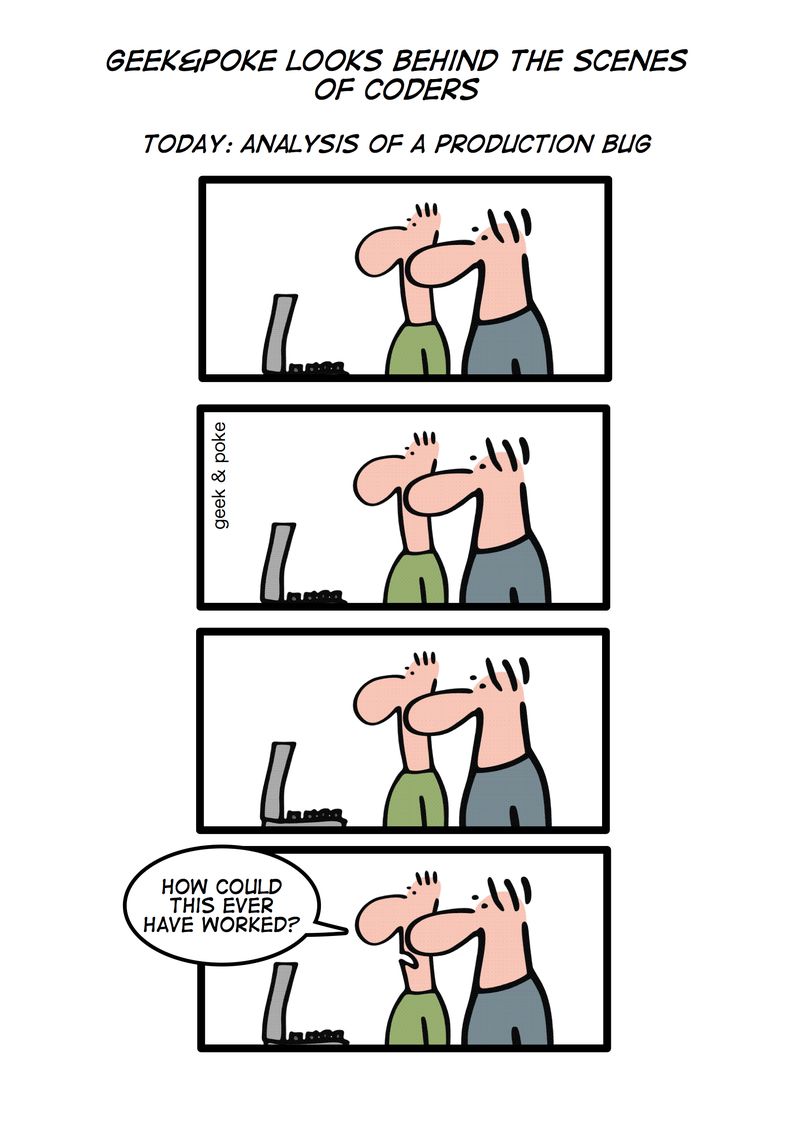 GEEK&POKE LOOKS BEHIND THE SCENES
OF CODERS
TODAY: ANALYSIS OF A PRODUCTION BUG
geek & poke
HOW COULD
THIS EVER
HAVE WORKED?